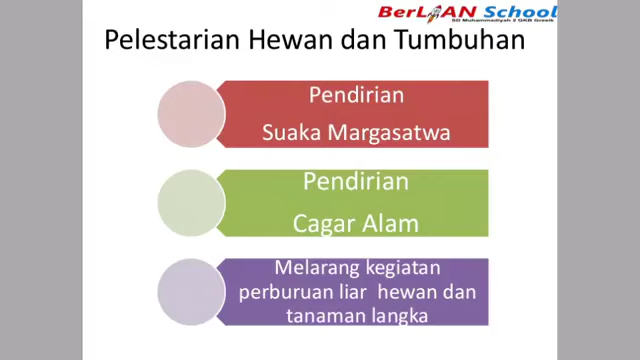 BerLIAN School
SD Muhammadiyah 2 GKB Gresik
Pelestarian Hewan dan Tumbuhan
Pendirian
Suaka Margasatwa
Pendirian
Cagar Alam
Melarang kegiatan
perburuan liar hewan dan
tanaman langka